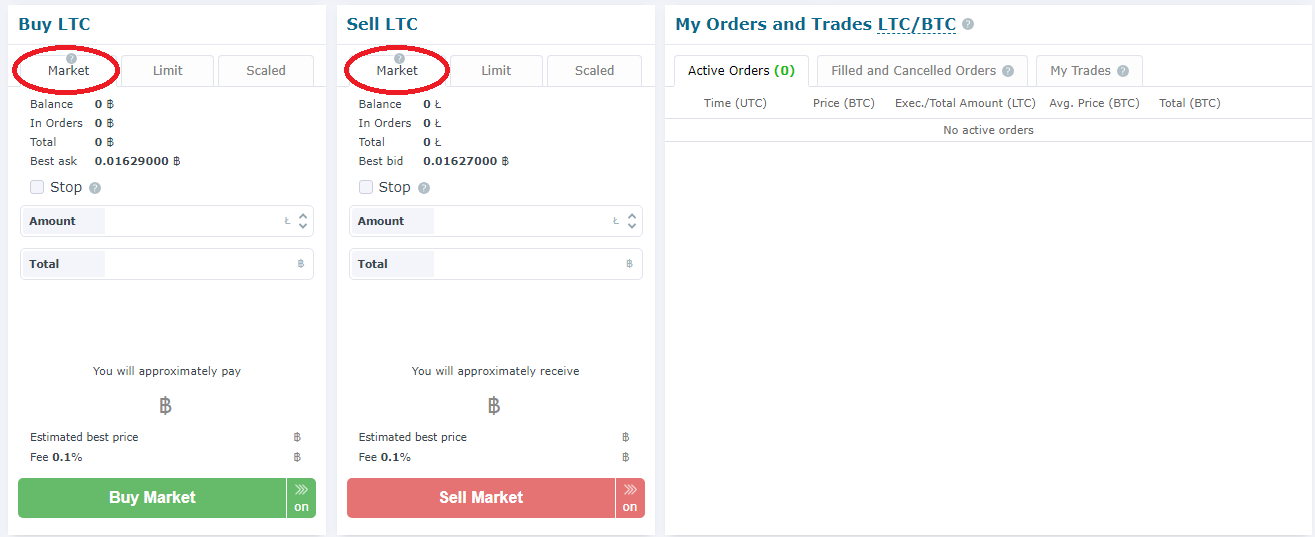 Buy LTC
Market Limit Scaled
Balance 0 ฿
In Orders 0 ฿
Total 0 ฿
Best ask 0.01629000 ฿
Stop
Amount Ł
Total ฿
You will approximately pay
฿
Estimated best price ฿
Fee 0.1% ฿
Buy Market on
Sell LTC
Market Limit Scaled
Balance 0 Ł
In Orders 0 Ł
Total 0 Ł
Best bid 0.01627000 ฿
Stop
Amount Ł
Total ฿
You will approximately receive
฿
Estimated best price ฿
Fee 0.1% ฿
Sell Market on
My Orders and Trades LTC/BTC
Active Orders (0) Filled and Cancelled Orders My Trades
Time (UTC) Price (BTC) Exec./Total Amount (LTC) Avg. Price (BTC) Total (BTC)
No active orders